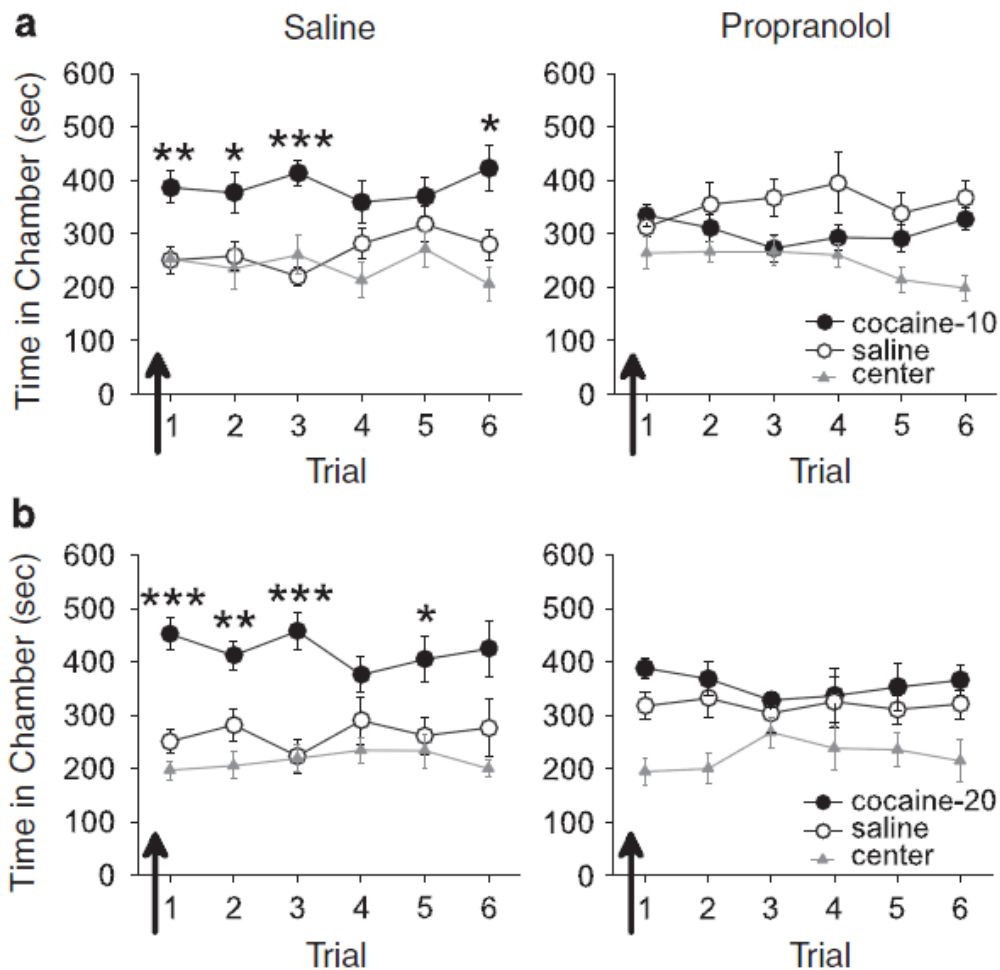 a
Saline
Propranolol
Time in Chamber (sec)
600
500
400
300
200
100
0
** * *** *
1 2 3 4 5 6
Trial
600
500
400
300
200
100
0
cocaine-10
saline
center
1 2 3 4 5 6
Trial
b
Time in Chamber (sec)
600
500
400
300
200
100
0
*** ** *** *
1 2 3 4 5 6
Trial
600
500
400
300
200
100
0
cocaine-20
saline
center
1 2 3 4 5 6
Trial